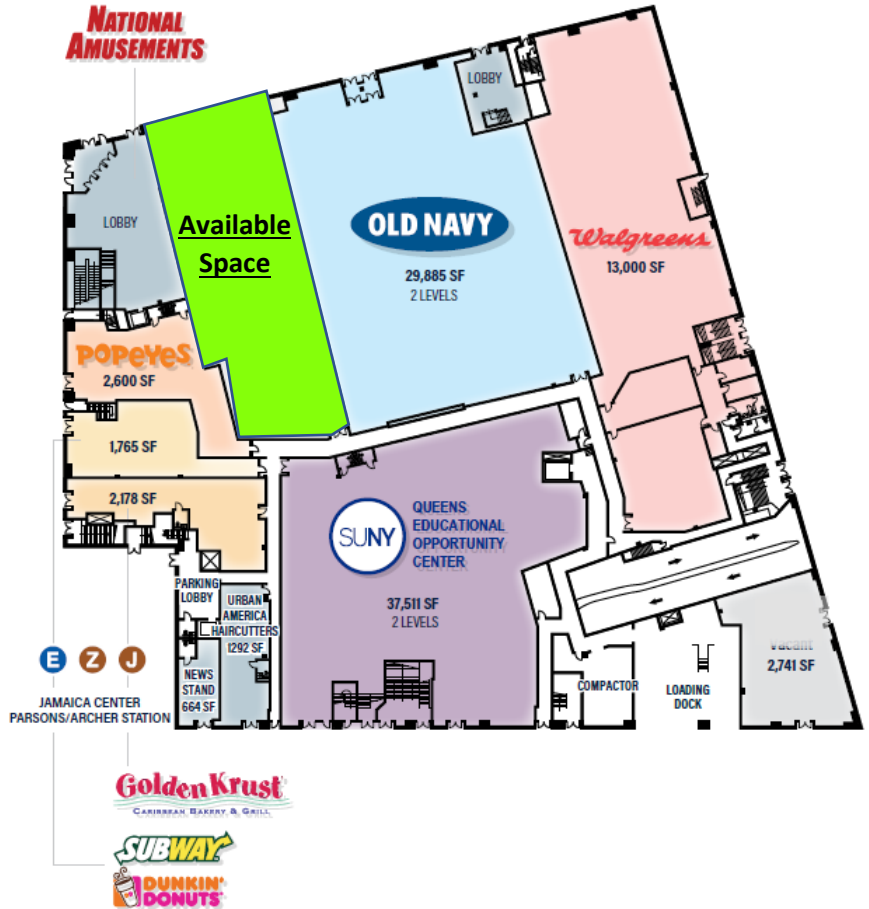 NATIONAL
AMUSEMENTS
LOBBY
LOBBY
Available
Space
OLD NAVY
29,885 SF
2 LEVELS
Walgreens
13,000 SF
POPEYES
2,600 SF
1,765 SF
2,178 SF
SUNY
QUEENS
EDUCATIONAL
OPPORTUNITY
CENTER
37,511 SF
2 LEVELS
PARKING
LOBBY
URBAN
AMERICA
HAIRCUTTERS
1292 SF
NEWS
STAND
664 SF
COMPACTOR
LOADING
DOCK
Vacant
2,741 SF
E Z J
JAMAICA CENTER
PARSONS/ARCHER STATION
Golden Krust
CARIBBEAN BAKERY & GRILL
SUBWAY
DUNKIN'
DONUTS